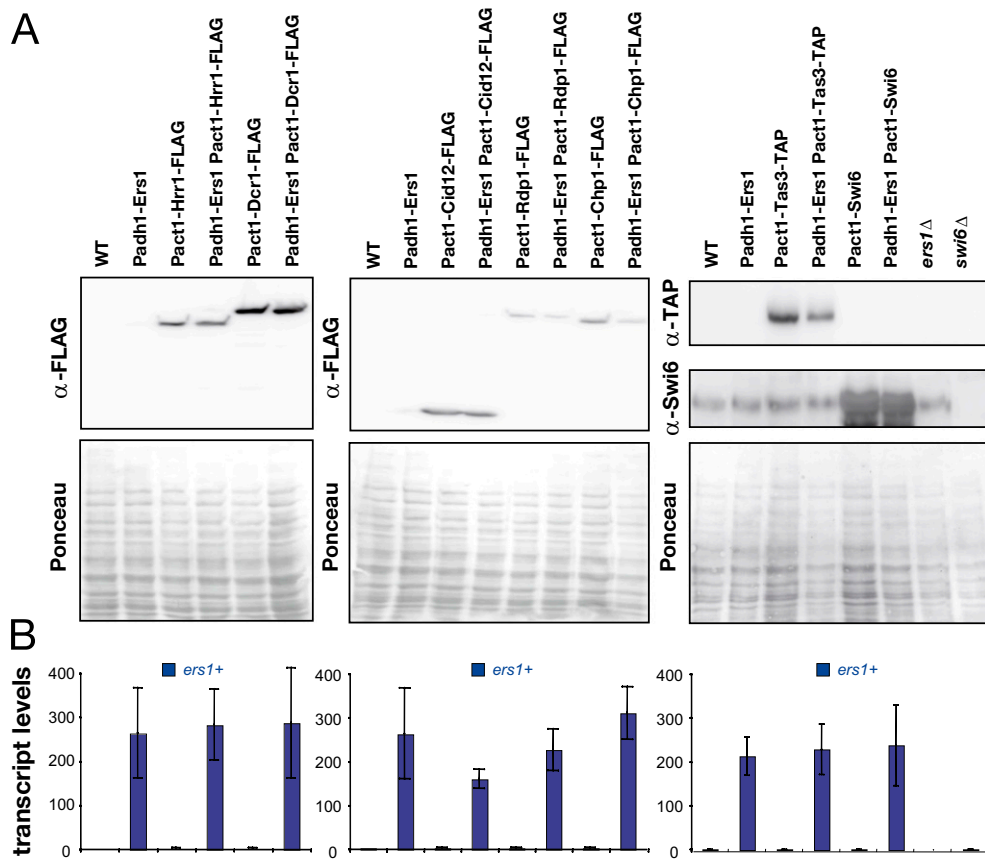 A
WT
Padh1-Ers1
Pact1-Hrr1-FLAG
Padh1-Ers1 Pact1-Hrr1-FLAG
Pact1-Dcr1-FLAG
Padh1-Ers1 Pact1-Dcr1-FLAG
WT
Padh1-Ers1
Pact1-Cid12-FLAG
Padh1-Ers1 Pact1-Cid12-FLAG
Pact1-Rdp1-FLAG
Padh1-Ers1 Pact1-Rdp1-FLAG
Pact1-Chp1-FLAG
Padh1-Ers1 Pact1-Chp1-FLAG
WT
Padh1-Ers1
Pact1-Tas3-TAP
Padh1-Ers1 Pact1-Tas3-TAP
Pact1-Swi6
Padh1-Ers1 Pact1-Swi6
ers1Δ
swi6Δ
α-FLAG
α-FLAG
α-TAP
α-Swi6
Ponceau
Ponceau
Ponceau
B
transcript levels
ers1+
400
300
200
100
0
ers1+
400
300
200
100
0
ers1+
400
300
200
100
0